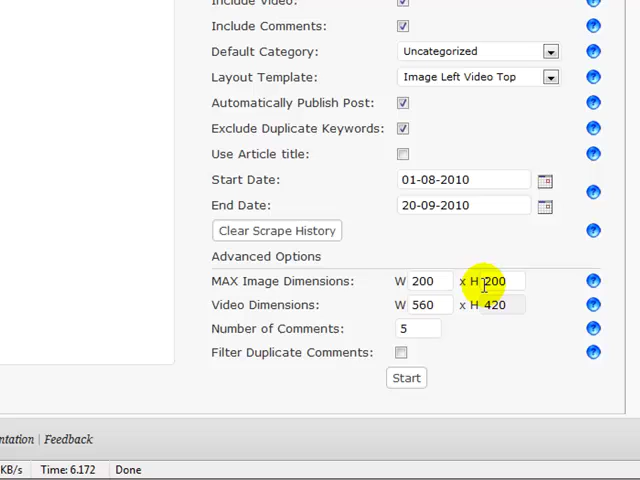 Include Video:
Include Comments:
Default Category: Uncategorized
Layout Template: Image Left Video Top
Automatically Publish Post:
Exclude Duplicate Keywords:
Use Article title:
Start Date: 01-08-2010
End Date: 20-09-2010
Clear Scrape History
Advanced Options
MAX Image Dimensions: W 200 x H 200
Video Dimensions: W 560 x H 420
Number of Comments: 5
Filter Duplicate Comments:
Start
ntation | Feedback
KB/s Time: 6.172 Done